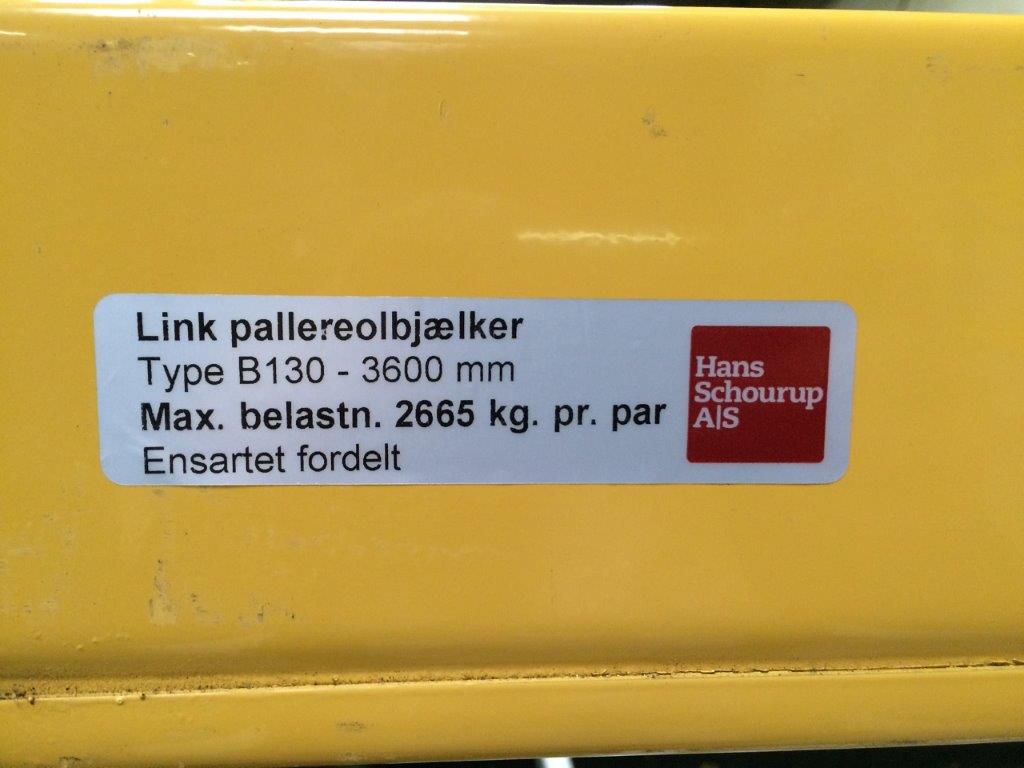 Link pallereolbjælker
Type B130 - 3600 mm
Max. belastn. 2665 kg. pr. par
Ensartet fordelt
Hans
Schourup
A|S